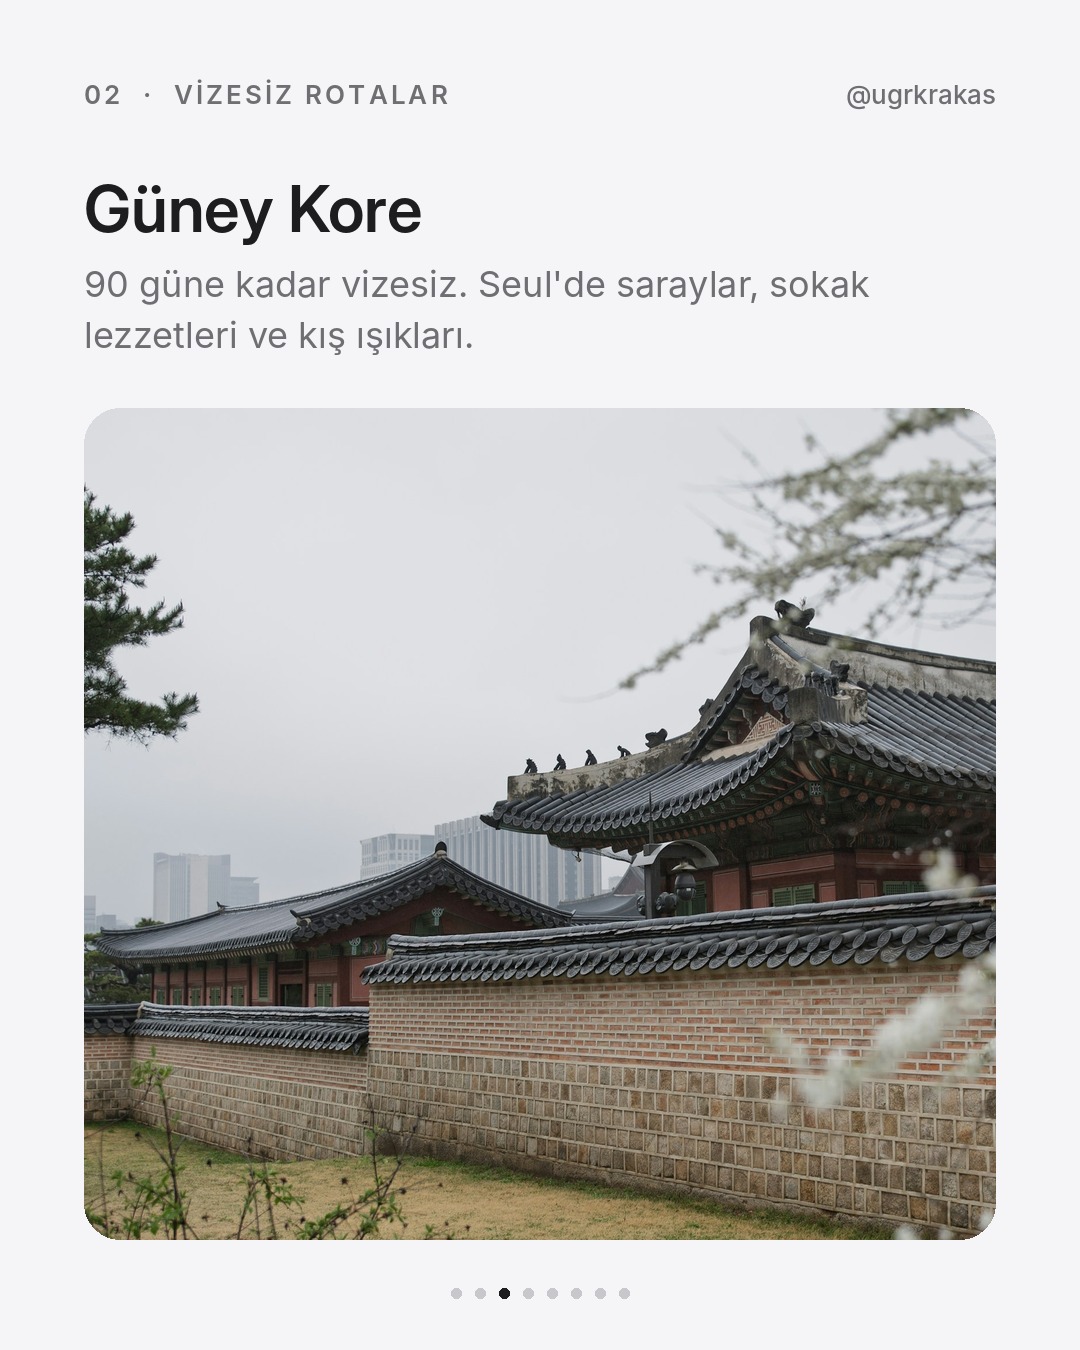 02 · VİZESİZ ROTALAR
@ugrkrakas
Güney Kore
90 güne kadar vizesiz. Seul'de saraylar, sokak
lezzetleri ve kış ışıkları.